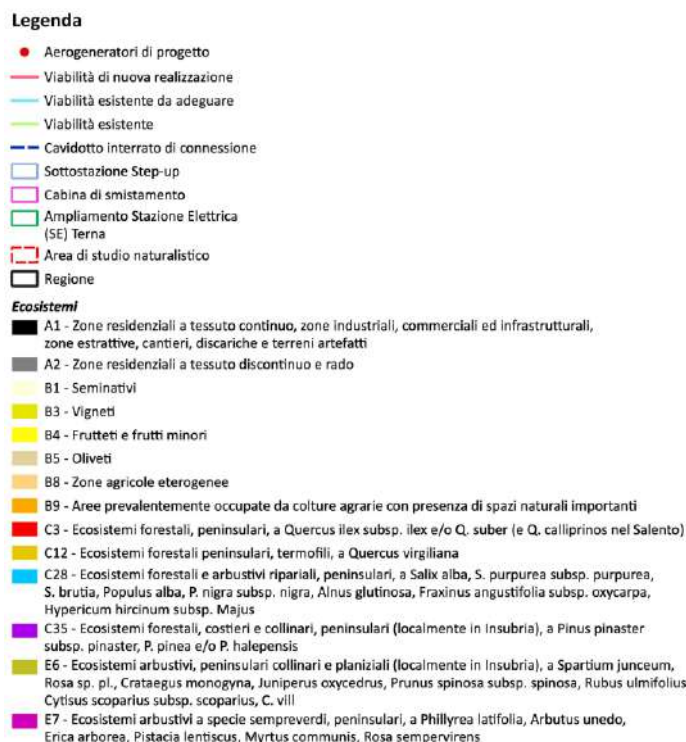 Legenda
Aerogeneratori di progetto
Viabilità di nuova realizzazione
Viabilità esistente da adeguare
Viabilità esistente
Cavidotto interrato di connessione
Sottostazione Step-up
Cabina di smistamento
Ampliamento Stazione Elettrica
(SE) Terna
Area di studio naturalistico
Regione
Ecosistemi
A1 - Zone residenziali a tessuto continuo, zone industriali, commerciali ed infrastrutturali,
zone estrattive, cantieri, discariche e terreni artefatti
A2 - Zone residenziali a tessuto discontinuo e rado
B1 - Seminativi
B3 - Vigneti
B4 - Frutteti e frutti minori
B5 - Oliveti
B8 - Zone agricole eterogenee
B9 - Aree prevalentemente occupate da colture agrarie con presenza di spazi naturali importanti
C3 - Ecosistemi forestali, peninsulari, a Quercus ilex subsp. ilex e/o Q. suber (e Q. calliprinos nel Salento)
C12 - Ecosistemi forestali peninsulari, termofili, a Quercus virgiliana
C28 - Ecosistemi forestali e arbustivi ripariali, peninsulari, a Salix alba, S. purpurea subsp. purpurea,
S. brutia, Populus alba, P. nigra subsp. nigra, Alnus glutinosa, Fraxinus angustifolia subsp. oxycarpa,
Hypericum hircinum subsp. Majus
C35 - Ecosistemi forestali, costieri e collinari, peninsulari (localmente in Insubria), a Pinus pinaster
subsp. pinaster, P. pinea e/o P. halepensis
E6 - Ecosistemi arbustivi, peninsulari collinari e planiziali (localmente in Insubria), a Spartium junceum,
Rosa sp. pl., Crataegus monogyna, Juniperus oxycedrus, Prunus spinosa subsp. spinosa, Rubus ulmifolius
Cytisus scoparius subsp. scoparius, C. vill
E7 - Ecosistemi arbustivi a specie sempreverdi, peninsulari, a Phillyrea latifolia, Arbutus unedo,
Erica arborea, Pistacia lentiscus, Myrtus communis, Rosa sempervirens